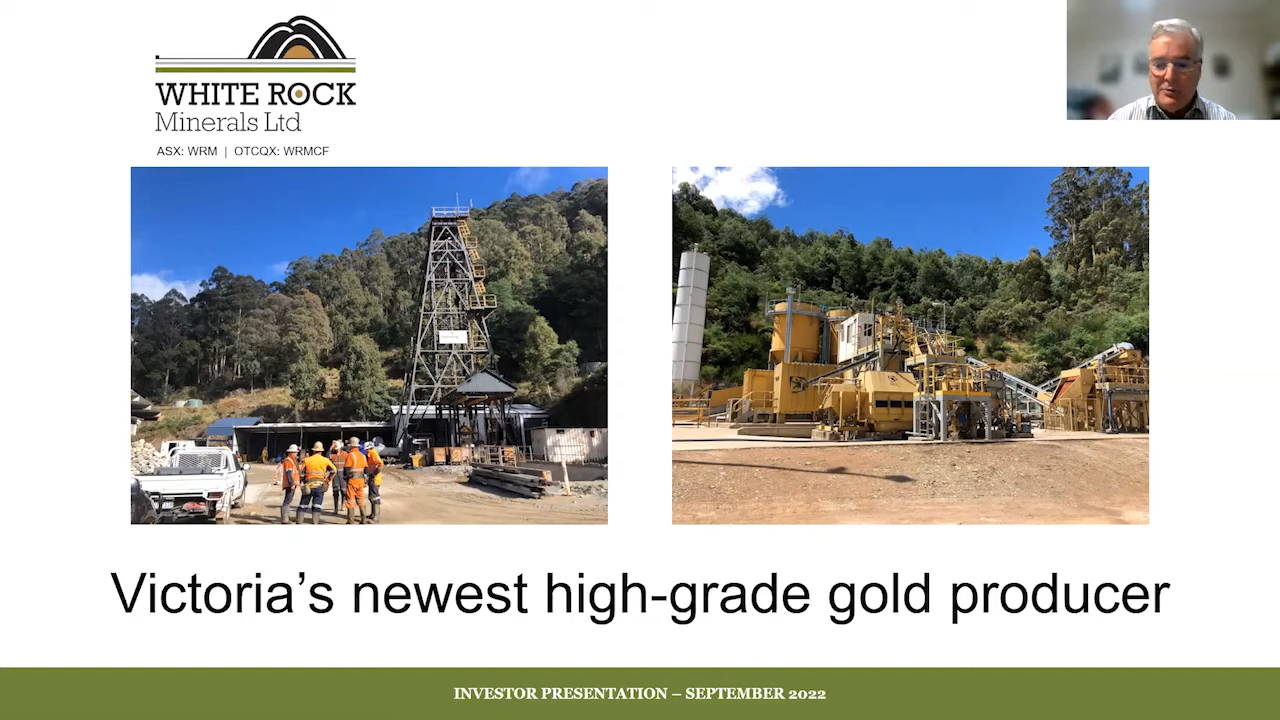 WHITE ROCK
Minerals Ltd
ASX: WRM | OTCQX: WRMCF
Victoria’s newest high-grade gold producer
INVESTOR PRESENTATION – SEPTEMBER 2022